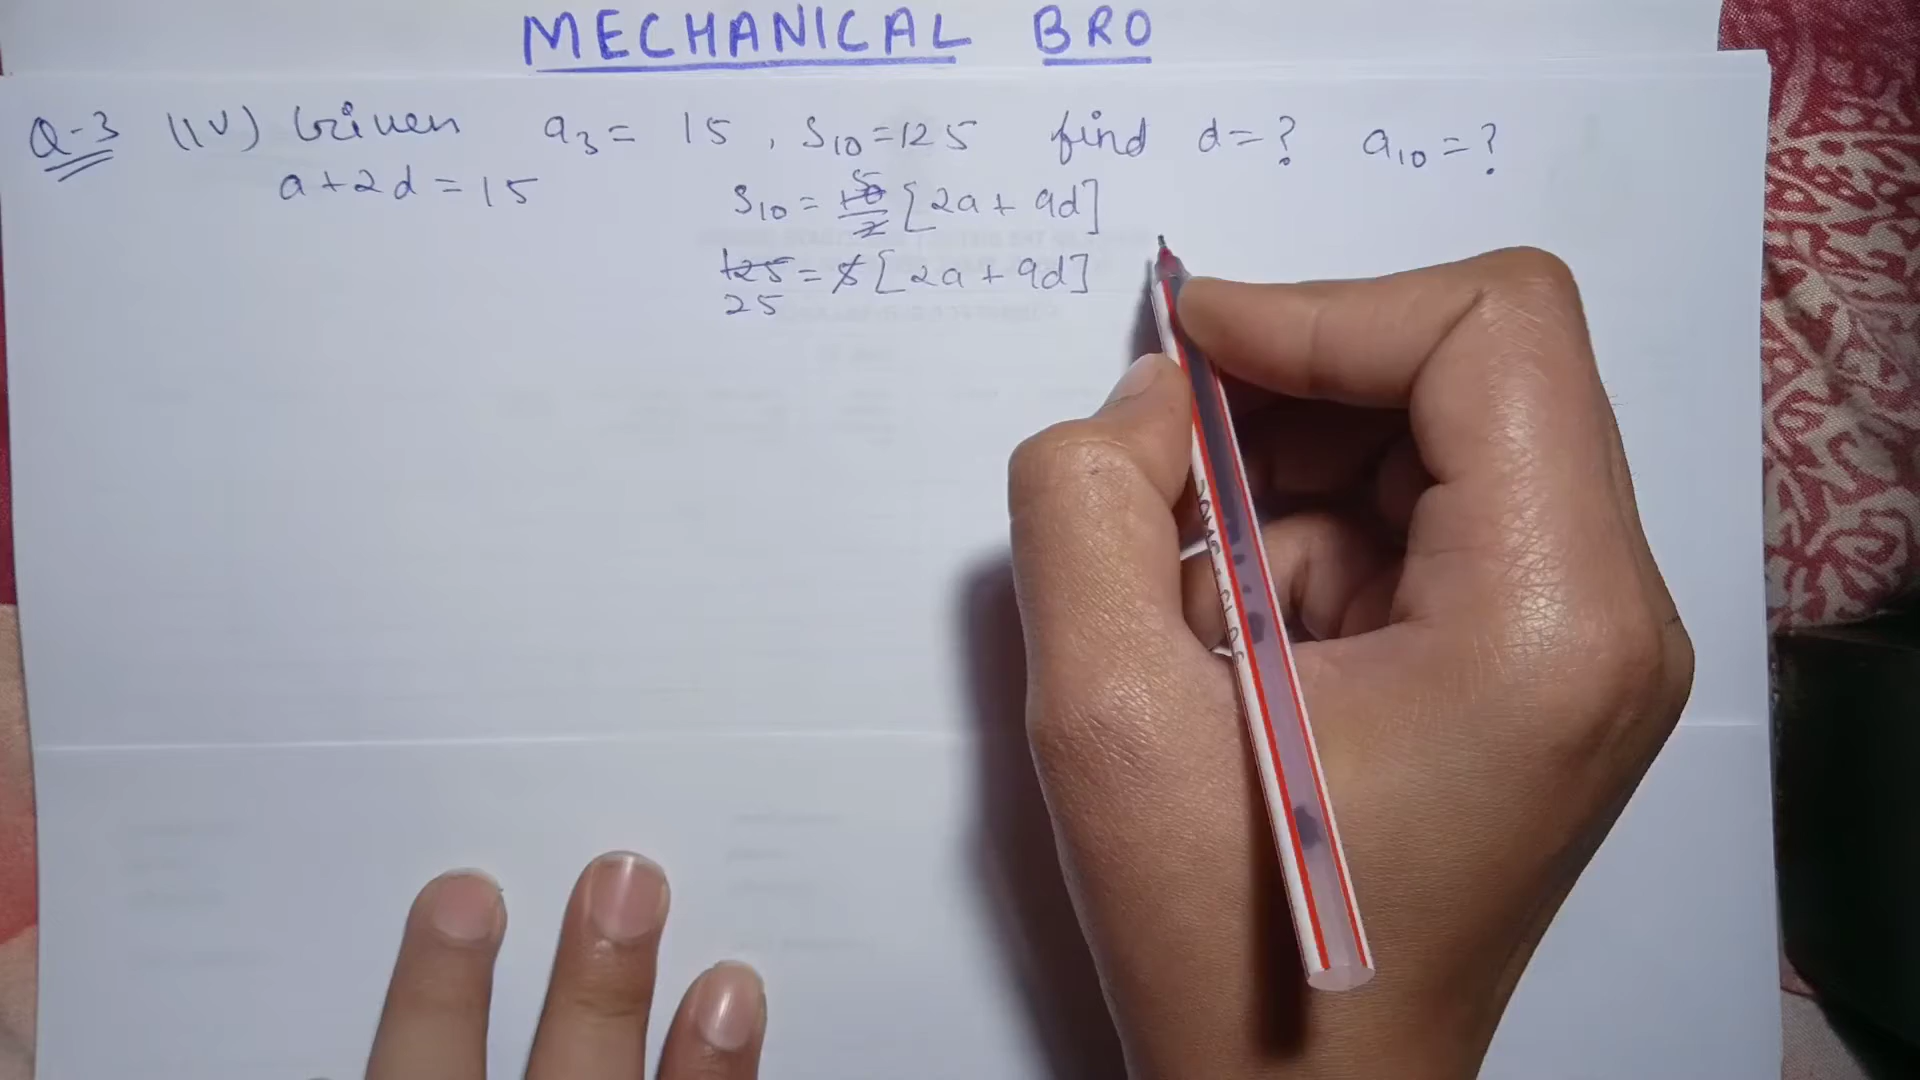 MECHANICAL BRO
Q-3 (IV) Given a₃ = 15 , S₁₀ = 125 find d = ? a₁₀ = ?
a + 2d = 15
5
S₁₀ = 10/2 [2a + 9d]
125 = 5 [2a + 9d]
25